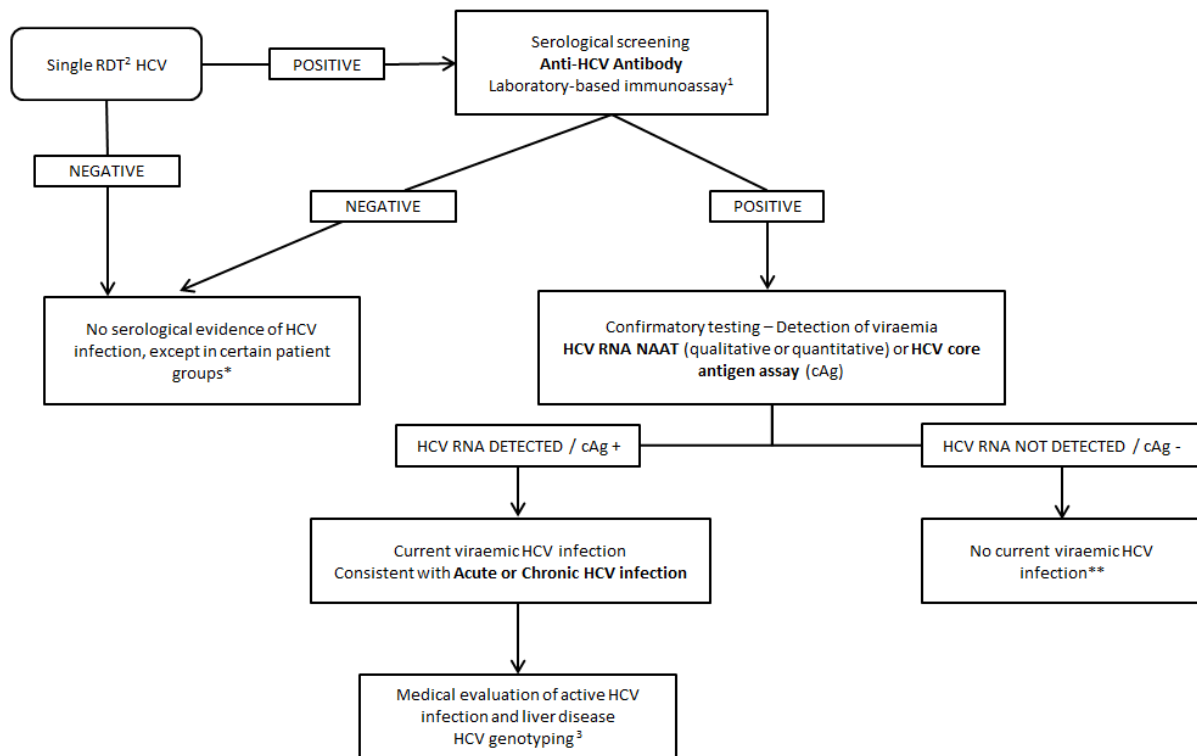 Single RDT² HCV
POSITIVE
Serological screening
Anti-HCV Antibody
Laboratory-based immunoassay¹
NEGATIVE
NEGATIVE
POSITIVE
No serological evidence of HCV
infection, except in certain patient
groups*
Confirmatory testing – Detection of viraemia
HCV RNA NAAT (qualitative or quantitative) or HCV core
antigen assay (cAg)
HCV RNA DETECTED / cAg +
HCV RNA NOT DETECTED / cAg -
Current viraemic HCV infection
Consistent with Acute or Chronic HCV infection
No current viraemic HCV
infection**
Medical evaluation of active HCV
infection and liver disease
HCV genotyping³